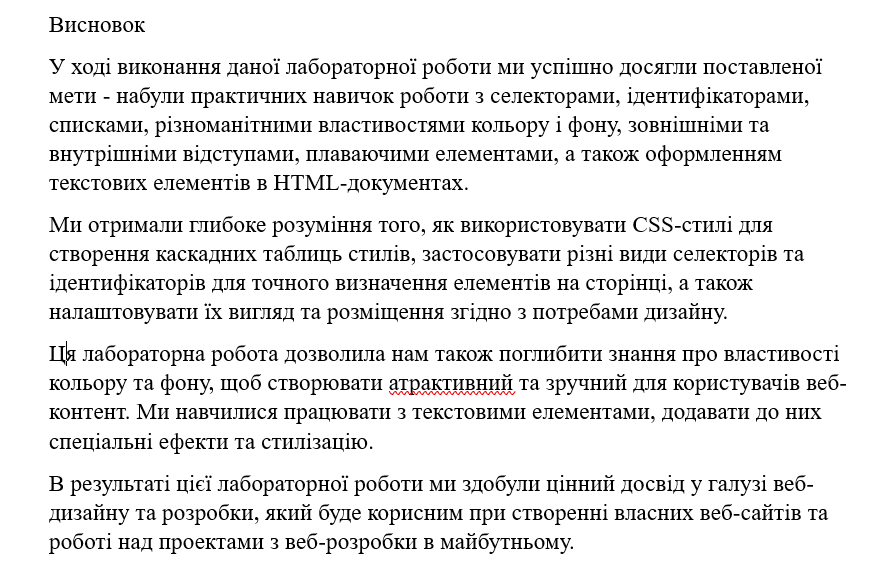 Висновок
У ході виконання даної лабораторної роботи ми успішно досягли поставленої
мети - набули практичних навичок роботи з селекторами, ідентифікаторами,
списками, різноманітними властивостями кольору і фону, зовнішніми та
внутрішніми відступами, плаваючими елементами, а також оформленням
текстових елементів в HTML-документах.
Ми отримали глибоке розуміння того, як використовувати CSS-стилі для
створення каскадних таблиць стилів, застосовувати різні види селекторів та
ідентифікаторів для точного визначення елементів на сторінці, а також
налаштовувати їх вигляд та розміщення згідно з потребами дизайну.
Ця лабораторна робота дозволила нам також поглибити знання про властивості
кольору та фону, щоб створювати атрактивний та зручний для користувачів веб-
контент. Ми навчилися працювати з текстовими елементами, додавати до них
спеціальні ефекти та стилізацію.
В результаті цієї лабораторної роботи ми здобули цінний досвід у галузі веб-
дизайну та розробки, який буде корисним при створенні власних веб-сайтів та
роботі над проектами з веб-розробки в майбутньому.